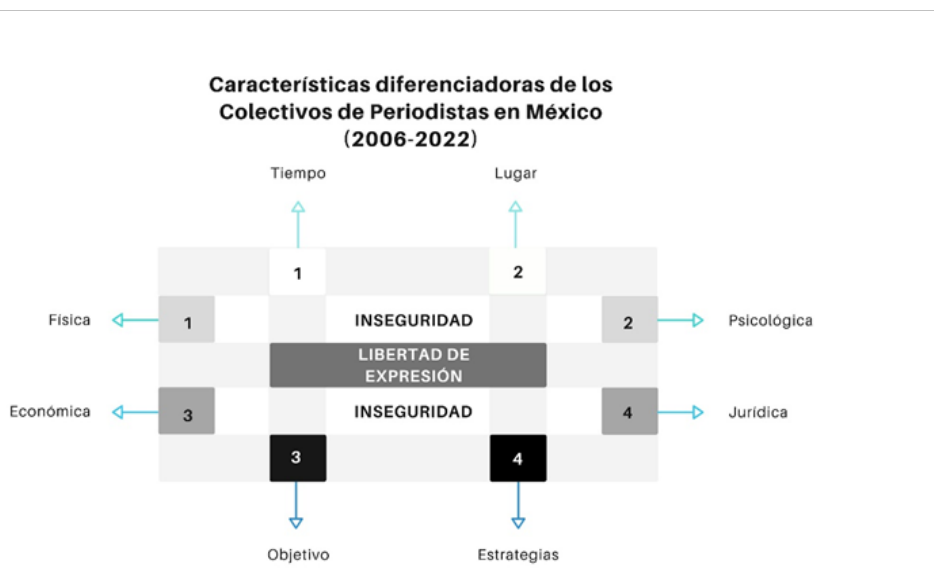 Características diferenciadoras de los
Colectivos de Periodistas en México
(2006-2022)
Tiempo
Lugar
1
2
Física
1
INSEGURIDAD
2
Psicológica
LIBERTAD DE
EXPRESIÓN
Económica
3
INSEGURIDAD
4
Jurídica
3
4
Objetivo
Estrategias